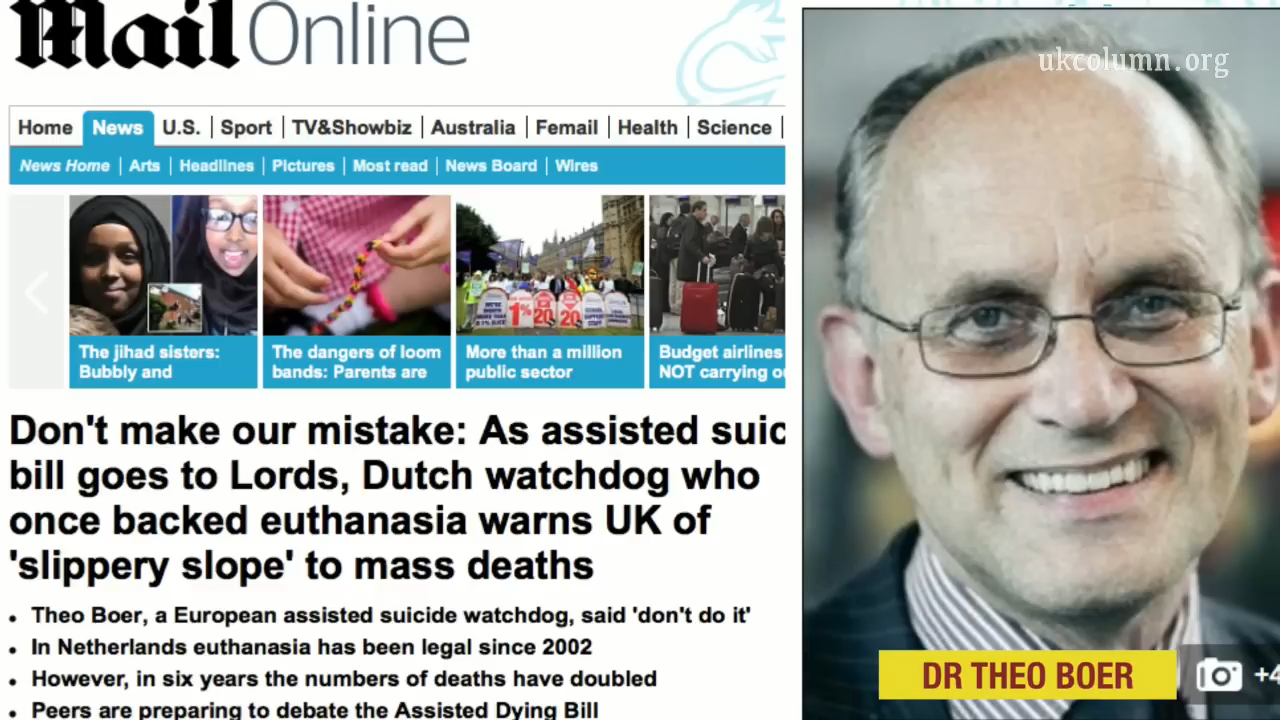 Mail Online
ukcolumn.org
Home News U.S. Sport TV&Showbiz Australia Femail Health Science
News Home Arts Headlines Pictures Most read News Board Wires
1% 20 20
The jihad sisters:
Bubbly and
The dangers of loom
bands: Parents are
More than a million
public sector
Budget airlines
NOT carrying
Don't make our mistake: As assisted suic
bill goes to Lords, Dutch watchdog who
once backed euthanasia warns UK of
'slippery slope' to mass deaths
• Theo Boer, a European assisted suicide watchdog, said 'don't do it'
• In Netherlands euthanasia has been legal since 2002
• However, in six years the numbers of deaths have doubled
• Peers are preparing to debate the Assisted Dying Bill
DR THEO BOER
+4